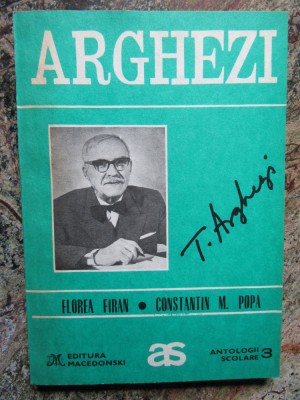 ARGHEZI
T. Arghezi
FLOREA FIRAN • CONSTANTIN M. POPA
M EDITURA
MACEDONSKI
as
ANTOLOGII
ȘCOLARE 3